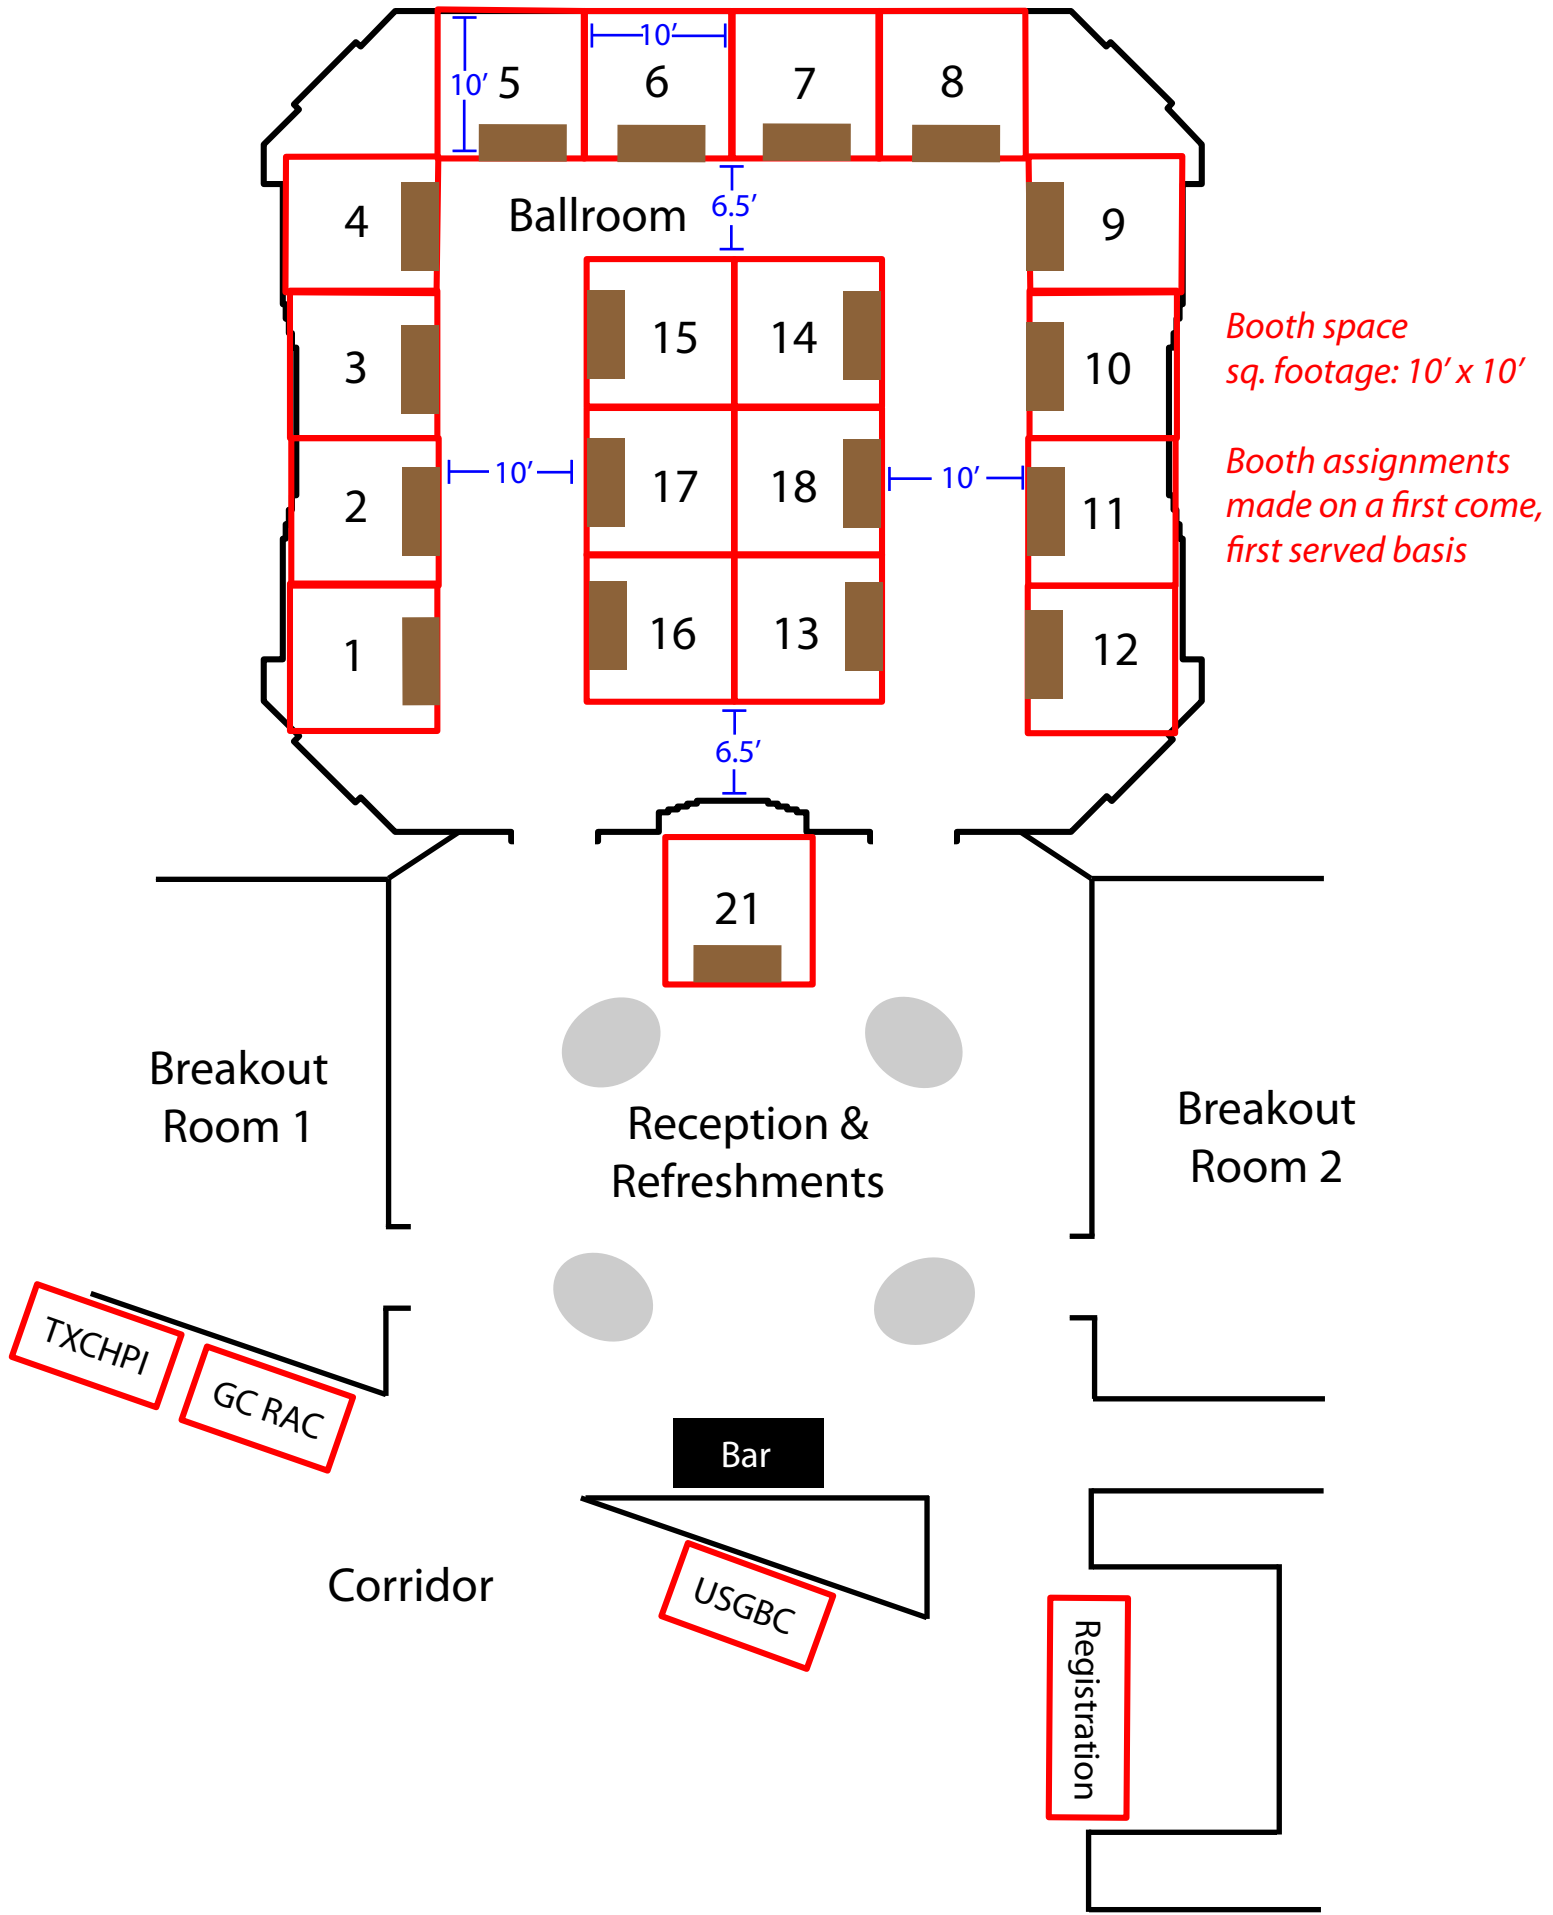 10’
10’
5
6
7
8
Ballroom
6.5’
4
9
15
14
3
10
Booth space
sq. footage: 10’ x 10’
2
10’
17
18
10’
11
Booth assignments
made on a first come,
first served basis
1
16
13
12
6.5’
21
Breakout
Room 1
Reception &
Refreshments
Breakout
Room 2
TXCHPI
GC RAC
Bar
Corridor
USGBC
Registration